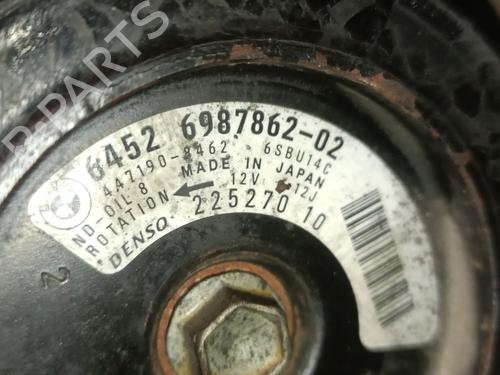 6452 6987862-02
447190-8462 6SBU14C
ND-OIL 8 MADE IN JAPAN
ROTATION 12V 12J
DENSO 225270 10
2
B-PARTS